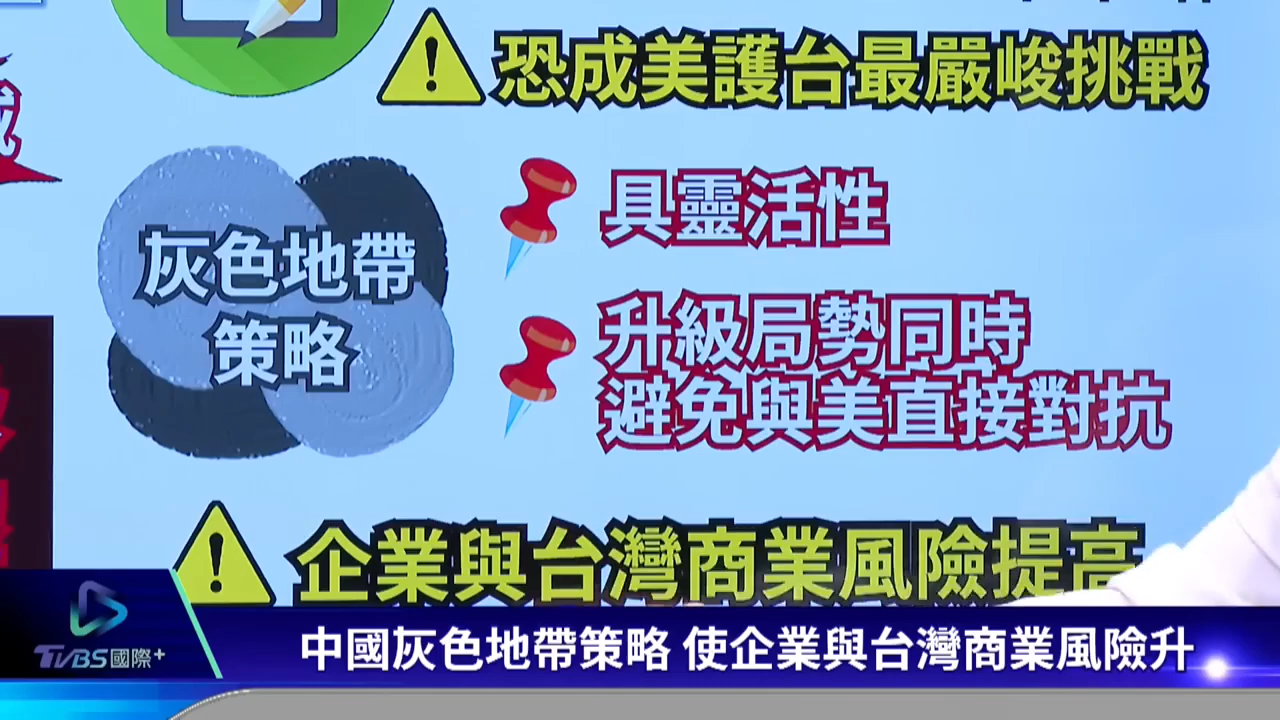 恐成美護台最嚴峻挑戰
具靈活性
灰色地帶
策略
升級局勢同時
避免與美直接對抗
企業與台灣商業風險提高
中國灰色地帶策略 使企業與台灣商業風險升
TVBS國際+